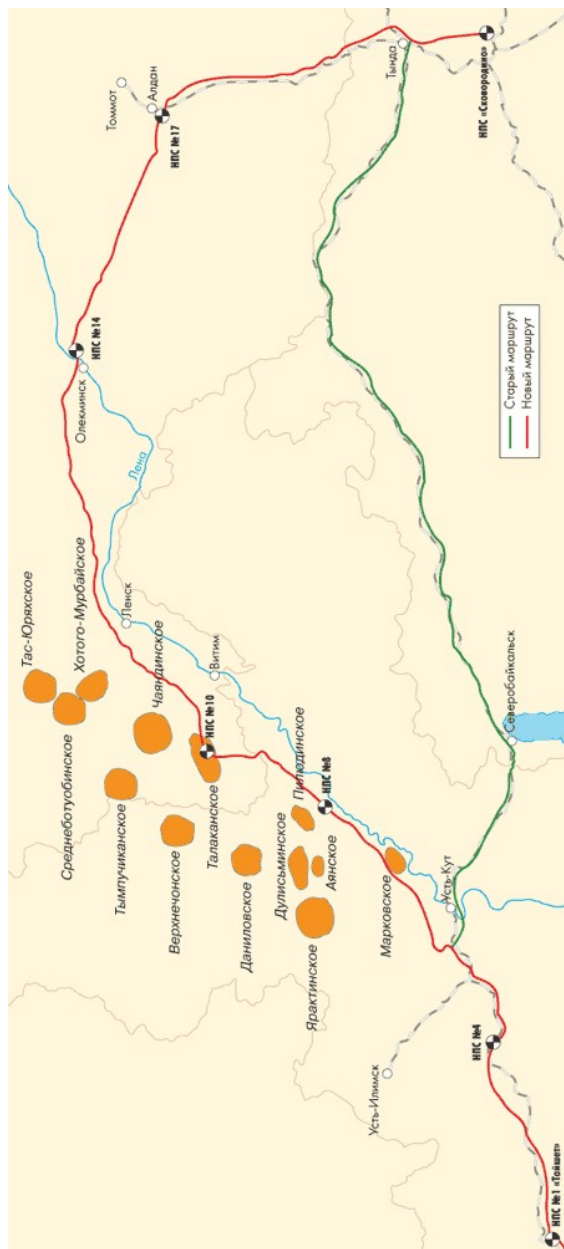 Тас-Юряхское
Хотого-Мурбайское
Среднеботуобинское
Чаяндинское
Тымпучиканское
Верхнечонское
Талаканское
Даниловское
Дулисьминское
Пилюдинское
Аянское
Ярактинское
Марковское
Томмот
Алдан
НПС №17
НПС №14
Олекминск
Лена
Ленск
Витим
НПС №10
НПС №8
Усть-Кут
Усть-Илимск
НПС №4
НПС №1 «Тайшет»
Северобайкальск
Тында
НПС «Сковородино»
Старый маршрут
Новый маршрут